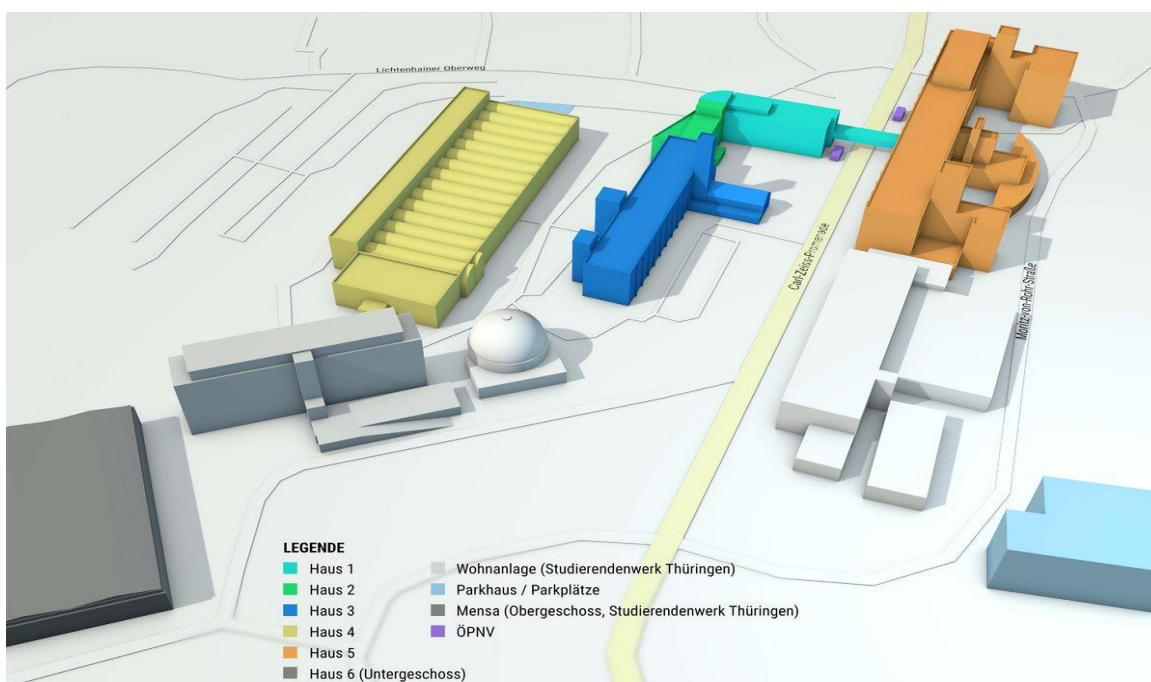 Lichtenhainer Oberweg
Carl-Zeiss-Promenade
Moritz-von-Rohr-Straße
LEGENDE
Haus 1
Haus 2
Haus 3
Haus 4
Haus 5
Haus 6 (Untergeschoss)
Wohnanlage (Studierendenwerk Thüringen)
Parkhaus / Parkplätze
Mensa (Obergeschoss, Studierendenwerk Thüringen)
ÖPNV